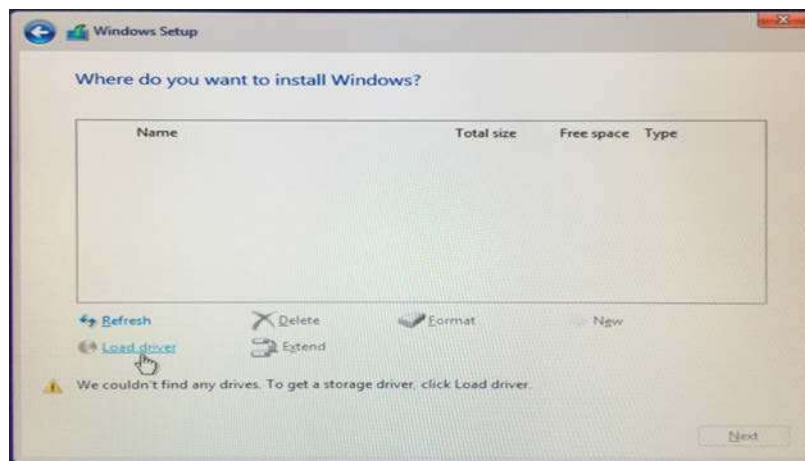 Windows Setup
Where do you want to install Windows?
Name Total size Free space Type
Refresh Delete Format New
Load driver Extend
We couldn't find any drives. To get a storage driver, click Load driver.
Next